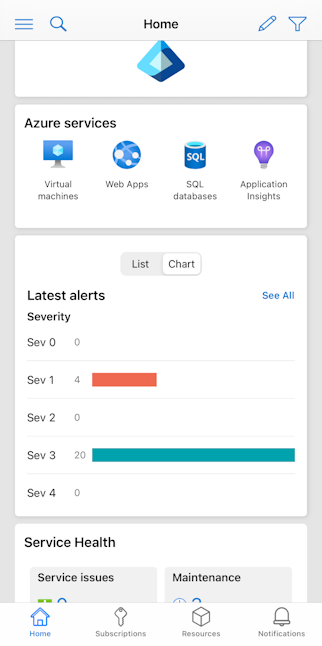 Home
Azure services
Virtual machines
Web Apps
SQL
SQL databases
Application Insights
List
Chart
Latest alerts
See All
Severity
Sev 0 0
Sev 1 4
Sev 2 0
Sev 3 20
Sev 4 0
Service Health
Service issues
Maintenance
Home
Subscriptions
Resources
Notifications